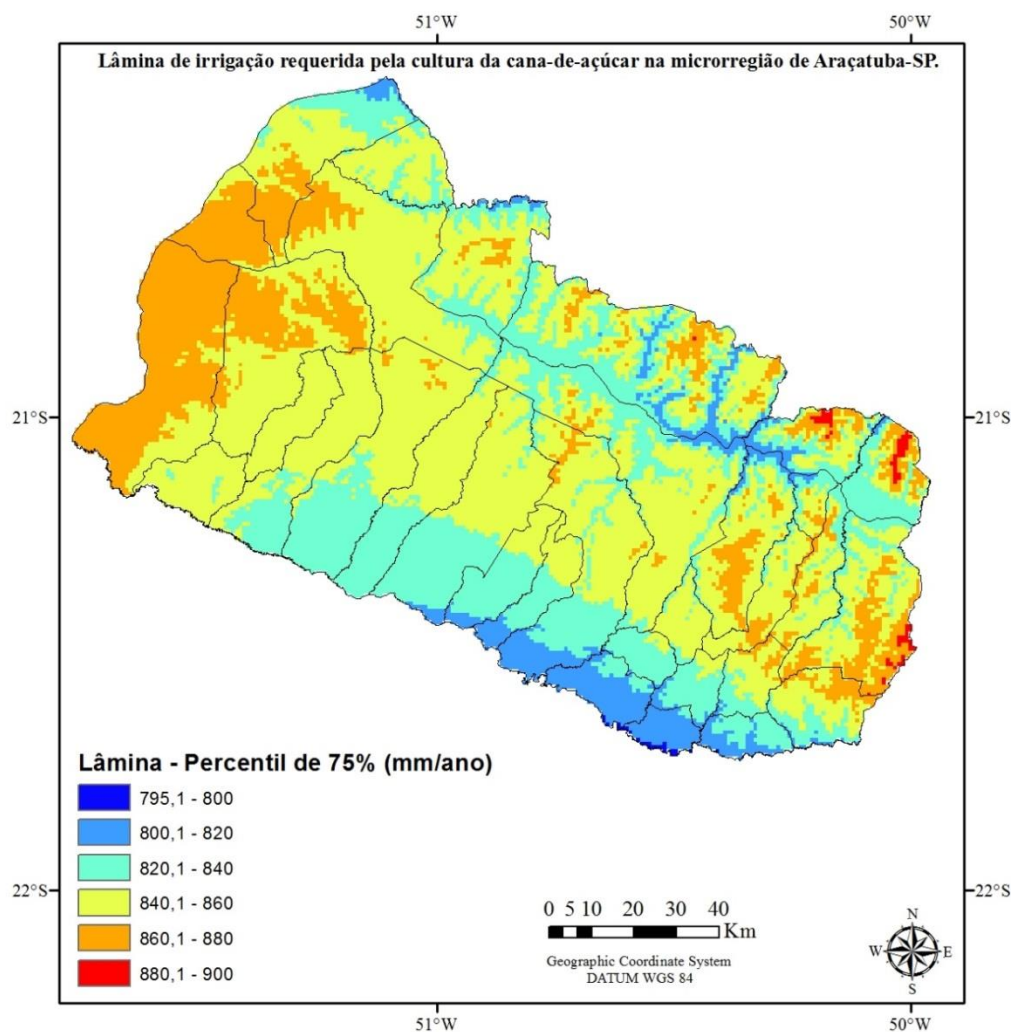 51°W 50°W
Lâmina de irrigação requerida pela cultura da cana-de-açúcar na microrregião de Araçatuba-SP.
21°S 21°S
Lâmina - Percentil de 75% (mm/ano)
795,1 - 800
800,1 - 820
820,1 - 840
840,1 - 860
860,1 - 880
880,1 - 900
22°S 22°S
0 5 10 20 30 40
Km
Geographic Coordinate System
DATUM WGS 84
N
W E
S
51°W 50°W